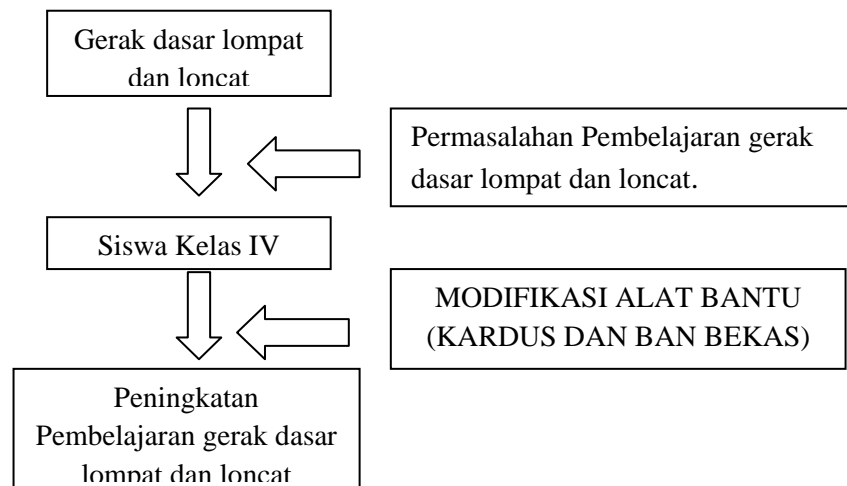 Gerak dasar lompat
dan loncat
Permasalahan Pembelajaran gerak
dasar lompat dan loncat.
Siswa Kelas IV
MODIFIKASI ALAT BANTU
(KARDUS DAN BAN BEKAS)
Peningkatan
Pembelajaran gerak dasar
lompat dan loncat